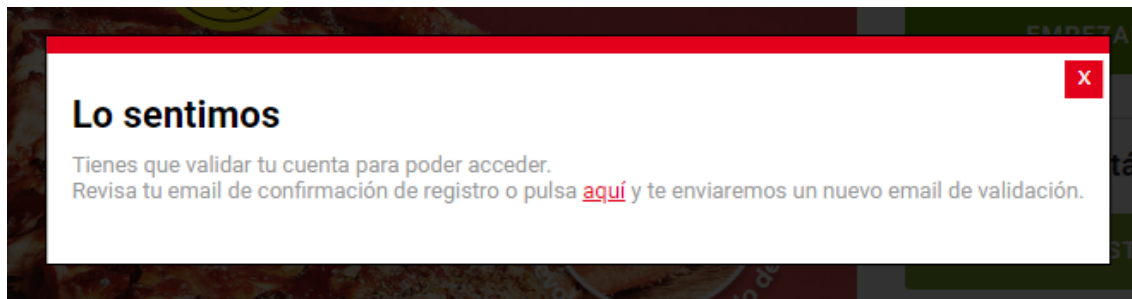 X
Lo sentimos
Tienes que validar tu cuenta para poder acceder.
Revisa tu email de confirmación de registro o pulsa aquí y te enviaremos un nuevo email de validación.